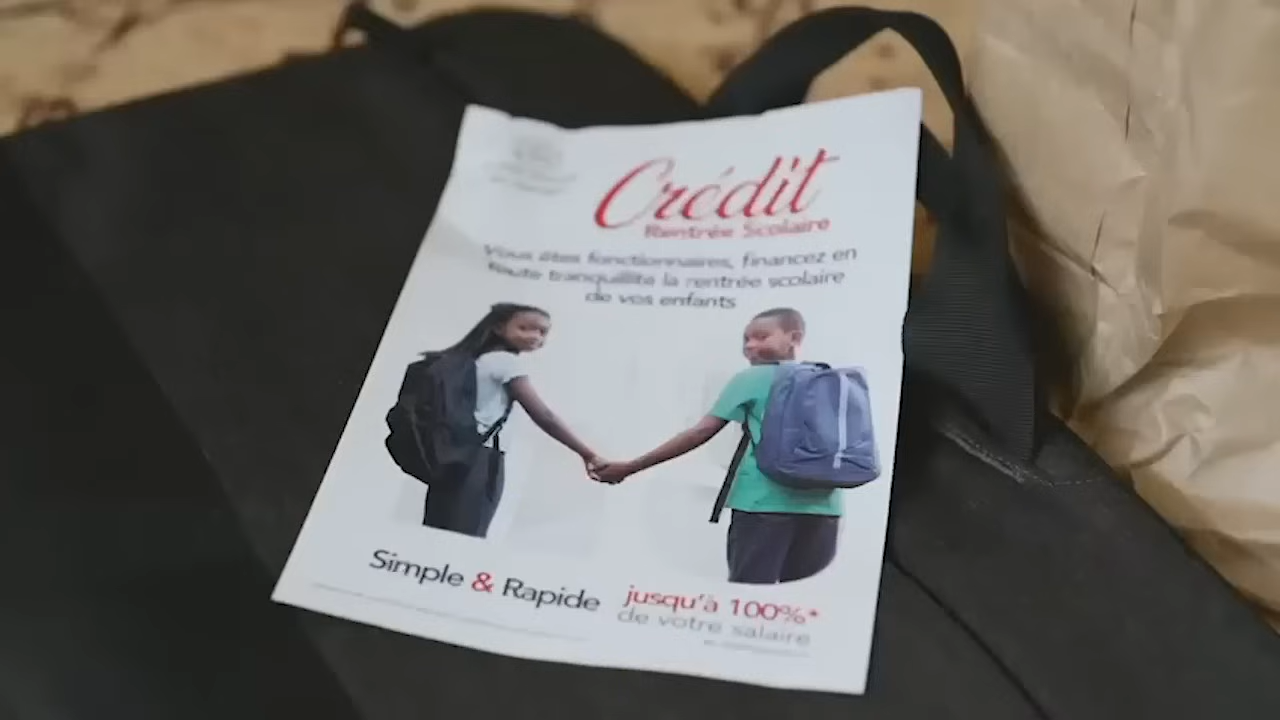 Crédit
Rentrée Scolaire
Vous êtes fonctionnaires, financez en
toute tranquillité la rentrée scolaire
de vos enfants
Simple & Rapide
jusqu'à 100%*
de votre salaire